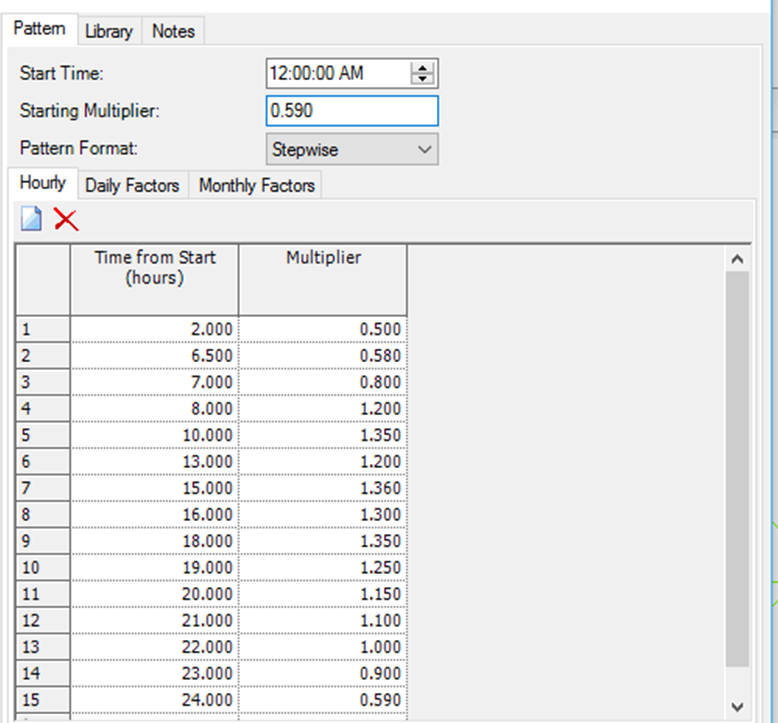 Pattern Library Notes
Start Time: 12:00:00 AM
Starting Multiplier: 0.590
Pattern Format: Stepwise
Hourly Daily Factors Monthly Factors
Time from Start Multiplier
(hours)
1 2.000 0.500
2 6.500 0.580
3 7.000 0.800
4 8.000 1.200
5 10.000 1.350
6 13.000 1.200
7 15.000 1.360
8 16.000 1.300
9 18.000 1.350
10 19.000 1.250
11 20.000 1.150
12 21.000 1.100
13 22.000 1.000
14 23.000 0.900
15 24.000 0.590